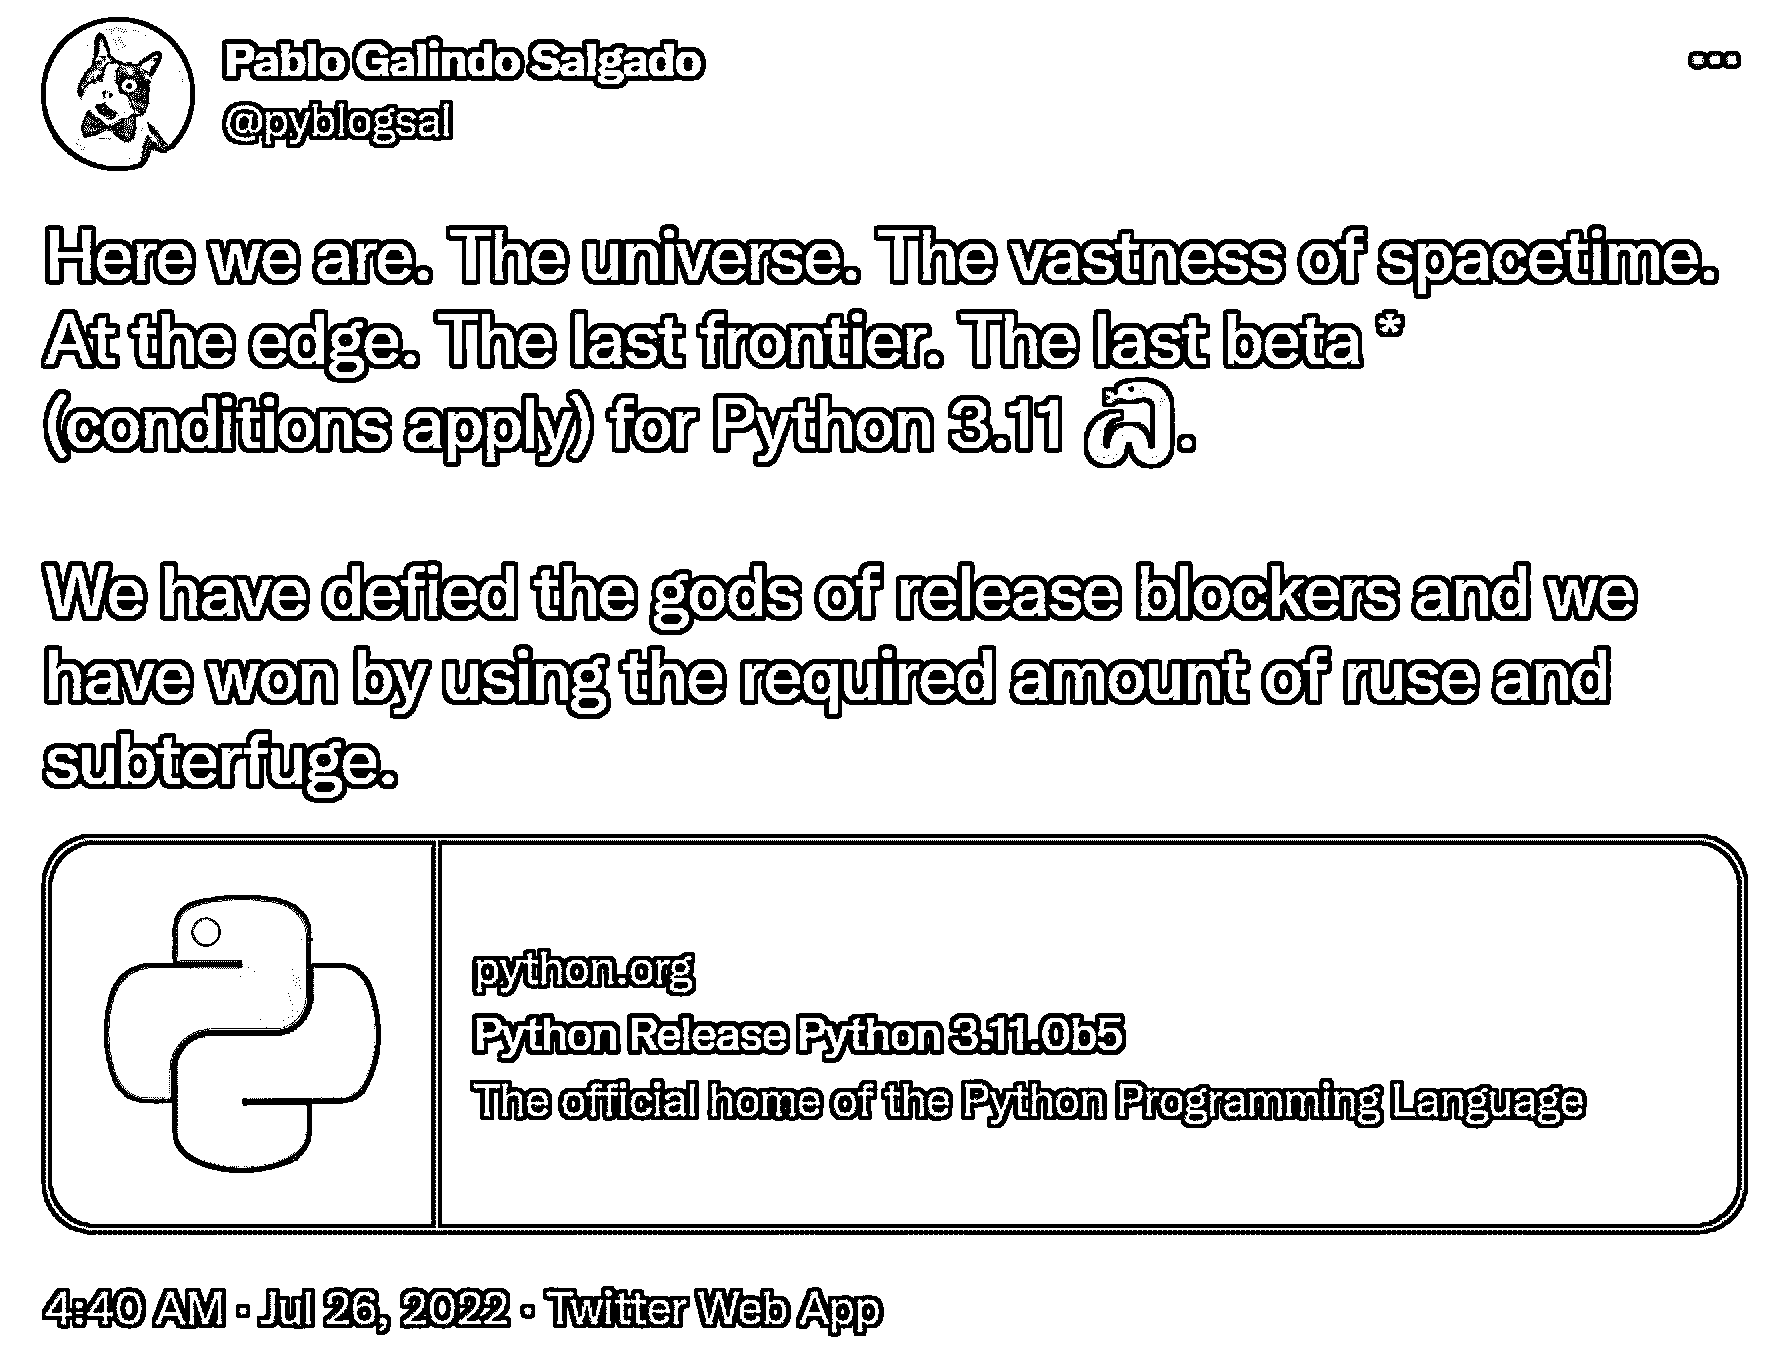 Pablo Galindo Salgado
@pyblogsal
Here we are. The universe. The vastness of spacetime.
At the edge. The last frontier. The last beta *
(conditions apply) for Python 3.11 🐍.
We have defied the gods of release blockers and we
have won by using the required amount of ruse and
subterfuge.
python.org
Python Release Python 3.11.0b5
The official home of the Python Programming Language
4:40 AM · Jul 26, 2022 · Twitter Web App